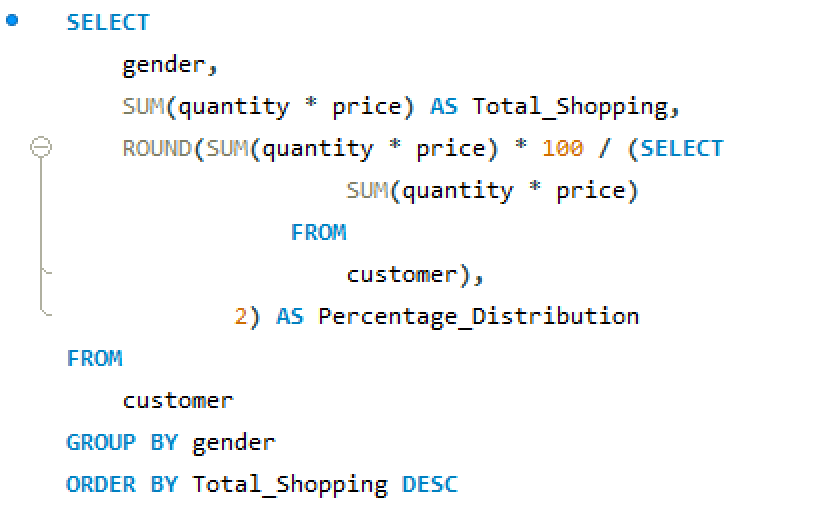 SELECT
gender,
SUM(quantity * price) AS Total_Shopping,
ROUND(SUM(quantity * price) * 100 / (SELECT
SUM(quantity * price)
FROM
customer),
2) AS Percentage_Distribution
FROM
customer
GROUP BY gender
ORDER BY Total_Shopping DESC